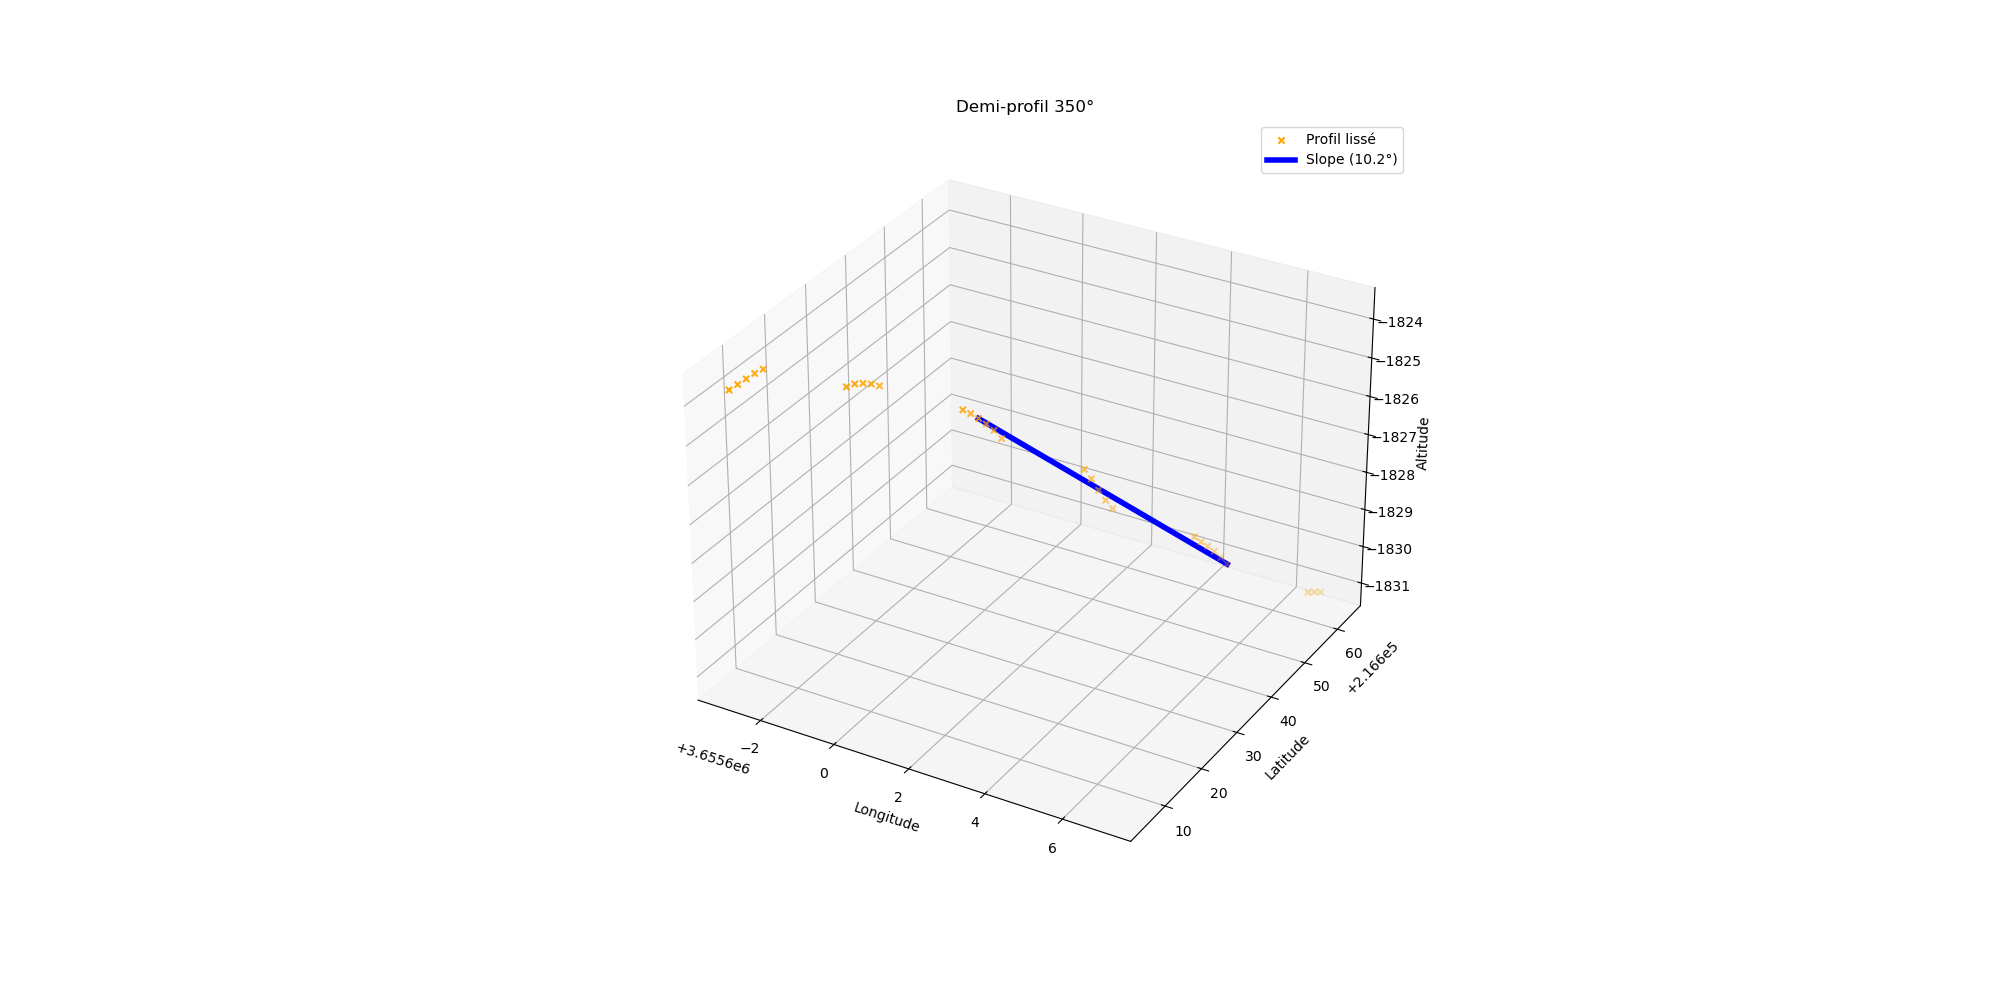 Demi-profil 350°
Profil lissé
Slope (10.2°)
−1824
−1825
−1826
−1827
−1828
−1829
−1830
−1831
Altitude
60
50
40
30
20
10
+2.166e5
Latitude
−2
0
2
4
6
+3.6556e6
Longitude